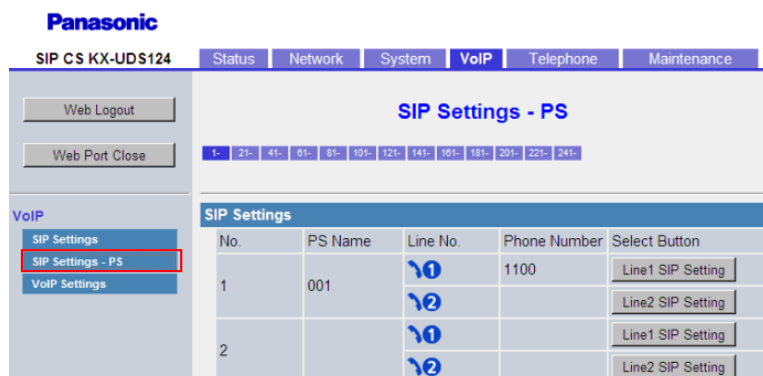 Panasonic
SIP CS KX-UDS124
Status Network System VoIP Telephone Maintenance
Web Logout
Web Port Close
SIP Settings - PS
1- 21- 41- 61- 81- 101- 121- 141- 161- 181- 201- 221- 241-
VoIP
SIP Settings
SIP Settings - PS
VoIP Settings
SIP Settings
No. PS Name Line No. Phone Number Select Button
1 001 1 1100 Line1 SIP Setting
2 Line2 SIP Setting
2 1 Line1 SIP Setting
2 Line2 SIP Setting